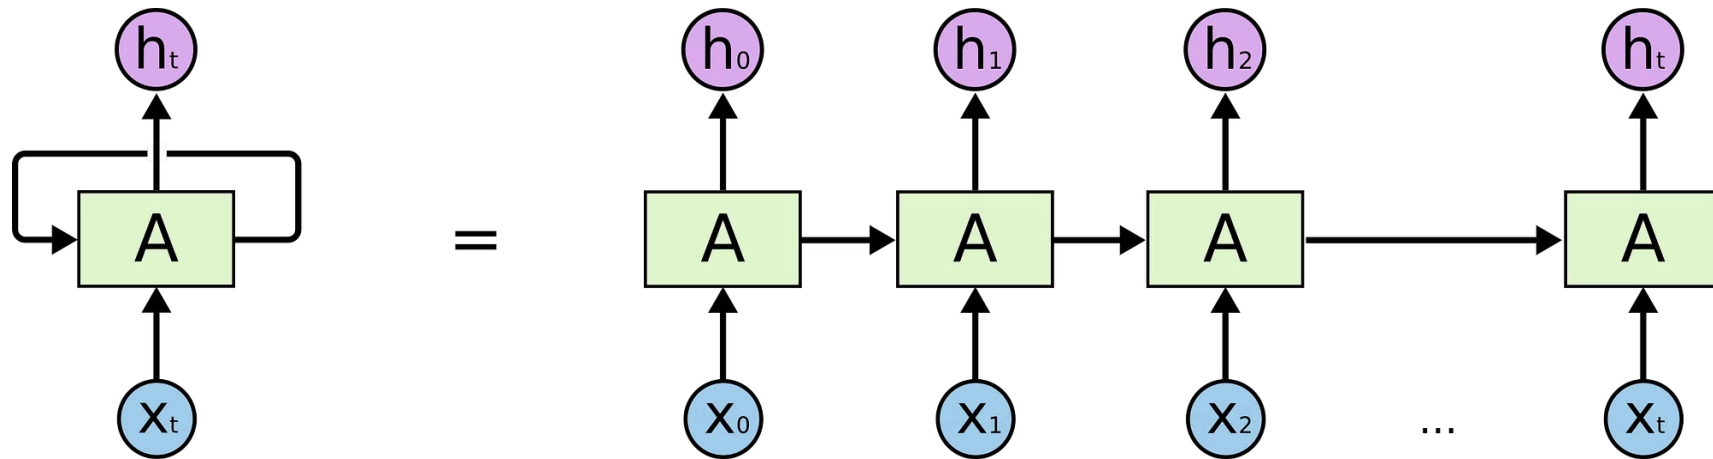 ht h0 h1 h2 ht
A = A A A A
xt x0 x1 x2 ... xt